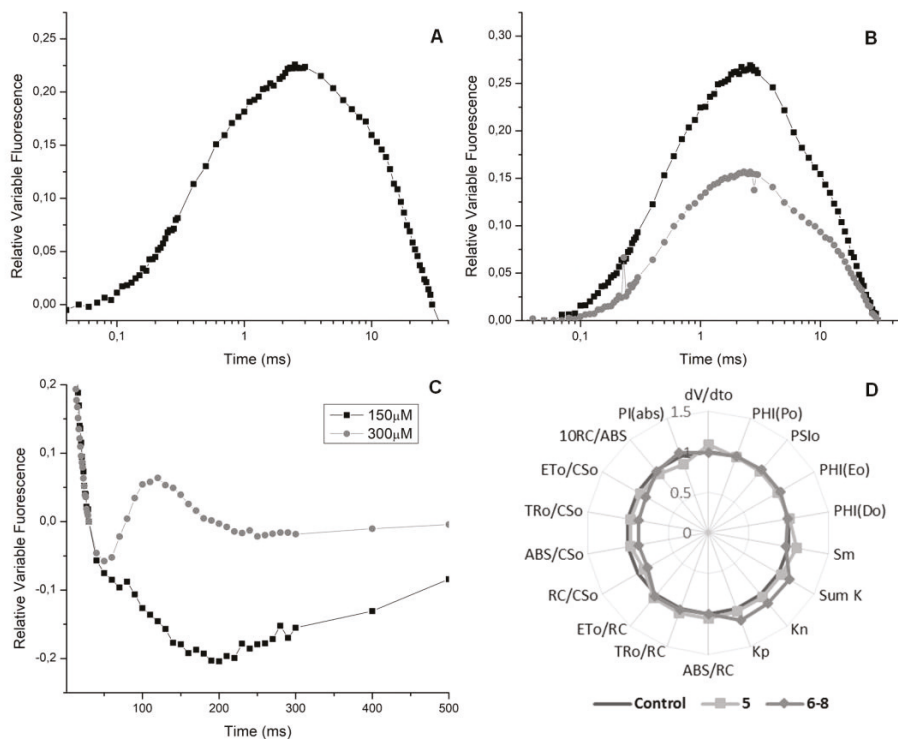 A
Relative Variable Fluorescence
0,25
0,20
0,15
0,10
0,05
0,00
0,1
1
10
Time (ms)
B
Relative Variable Fluorescence
0,30
0,25
0,20
0,15
0,10
0,05
0,00
0,1
1
10
Time (ms)
C
Relative Variable Fluorescence
0,2
0,1
0,0
-0,1
-0,2
100
200
300
400
500
Time (ms)
150μM
300μM
D
dV/dto
PHI(Po)
PSIo
PHI(Eo)
PHI(Do)
Sm
Sum K
Kn
Kp
ABS/RC
TRo/RC
ETo/RC
RC/CSo
ABS/CSo
TRo/CSo
ETo/CSo
10RC/ABS
PI(abs)
1.5
1
0.5
0
Control
5
6-8